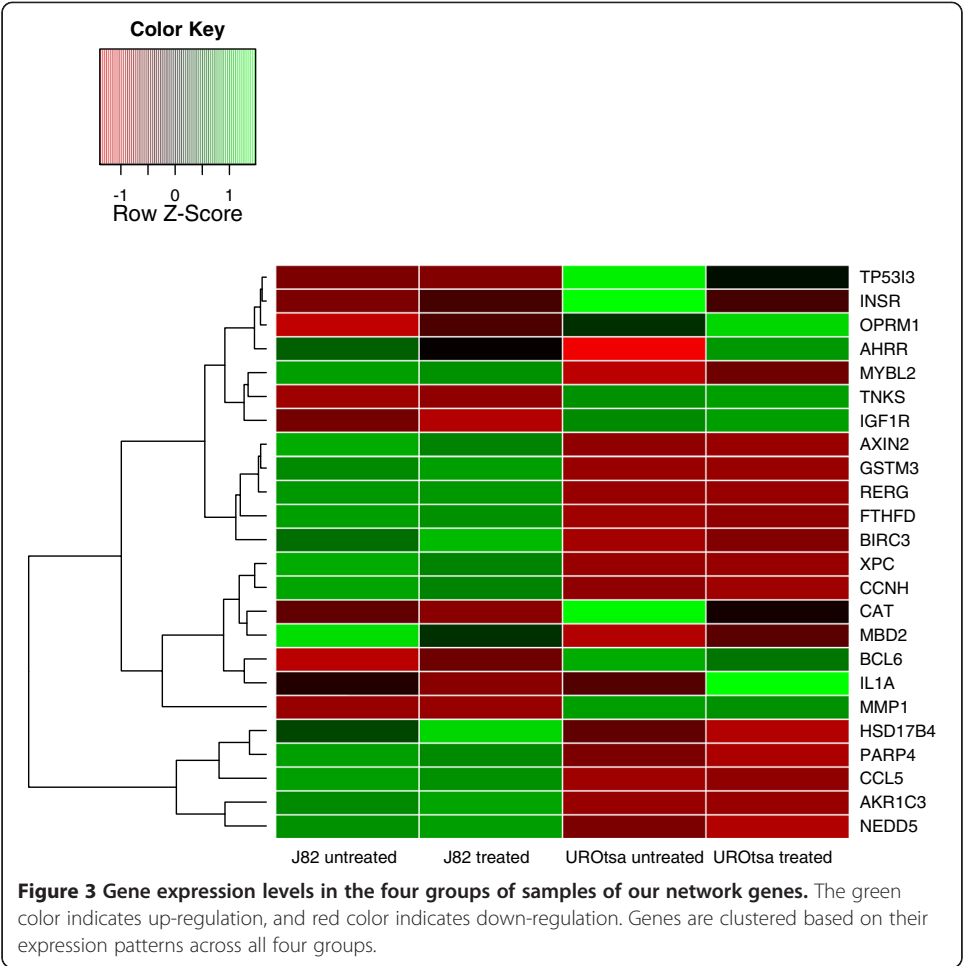 Color Key
-1 0 1
Row Z-Score
TP53I3
INSR
OPRM1
AHRR
MYBL2
TNKS
IGF1R
AXIN2
GSTM3
RERG
FTHFD
BIRC3
XPC
CCNH
CAT
MBD2
BCL6
IL1A
MMP1
HSD17B4
PARP4
CCL5
AKR1C3
NEDD5
J82 untreated J82 treated UROtsa untreated UROtsa treated
Figure 3 Gene expression levels in the four groups of samples of our network genes. The green
color indicates up-regulation, and red color indicates down-regulation. Genes are clustered based on their
expression patterns across all four groups.